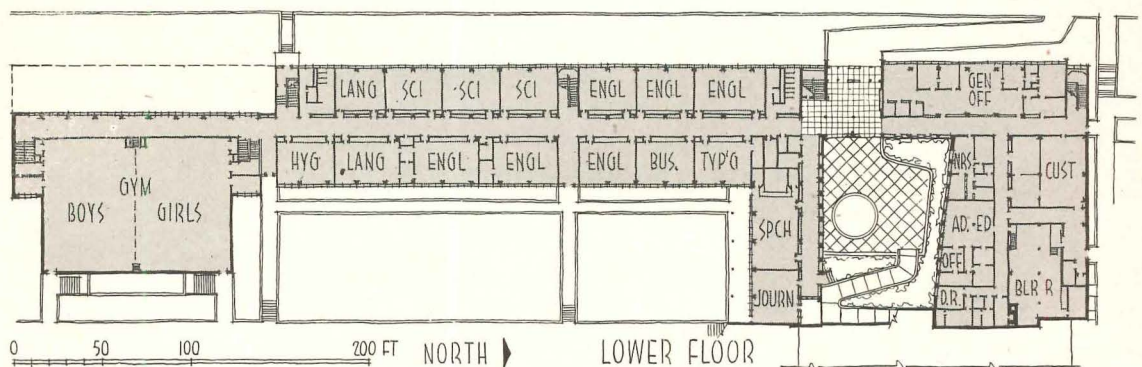 LANG SCI SCI SCI ENGL ENGL ENGL GEN OFF
HYG LANG ENGL ENGL ENGL BUS. TYP'G
NRS CUST
GYM
BOYS GIRLS
SPCH AD. ED
OFF
JOURN D.R. BLR R
0 50 100 200 FT NORTH LOWER FLOOR